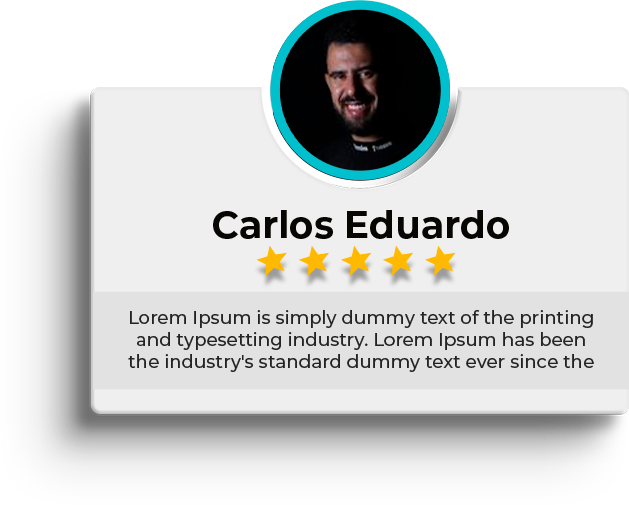 Carlos Eduardo
Lorem Ipsum is simply dummy text of the printing
and typesetting industry. Lorem Ipsum has been
the industry's standard dummy text ever since the